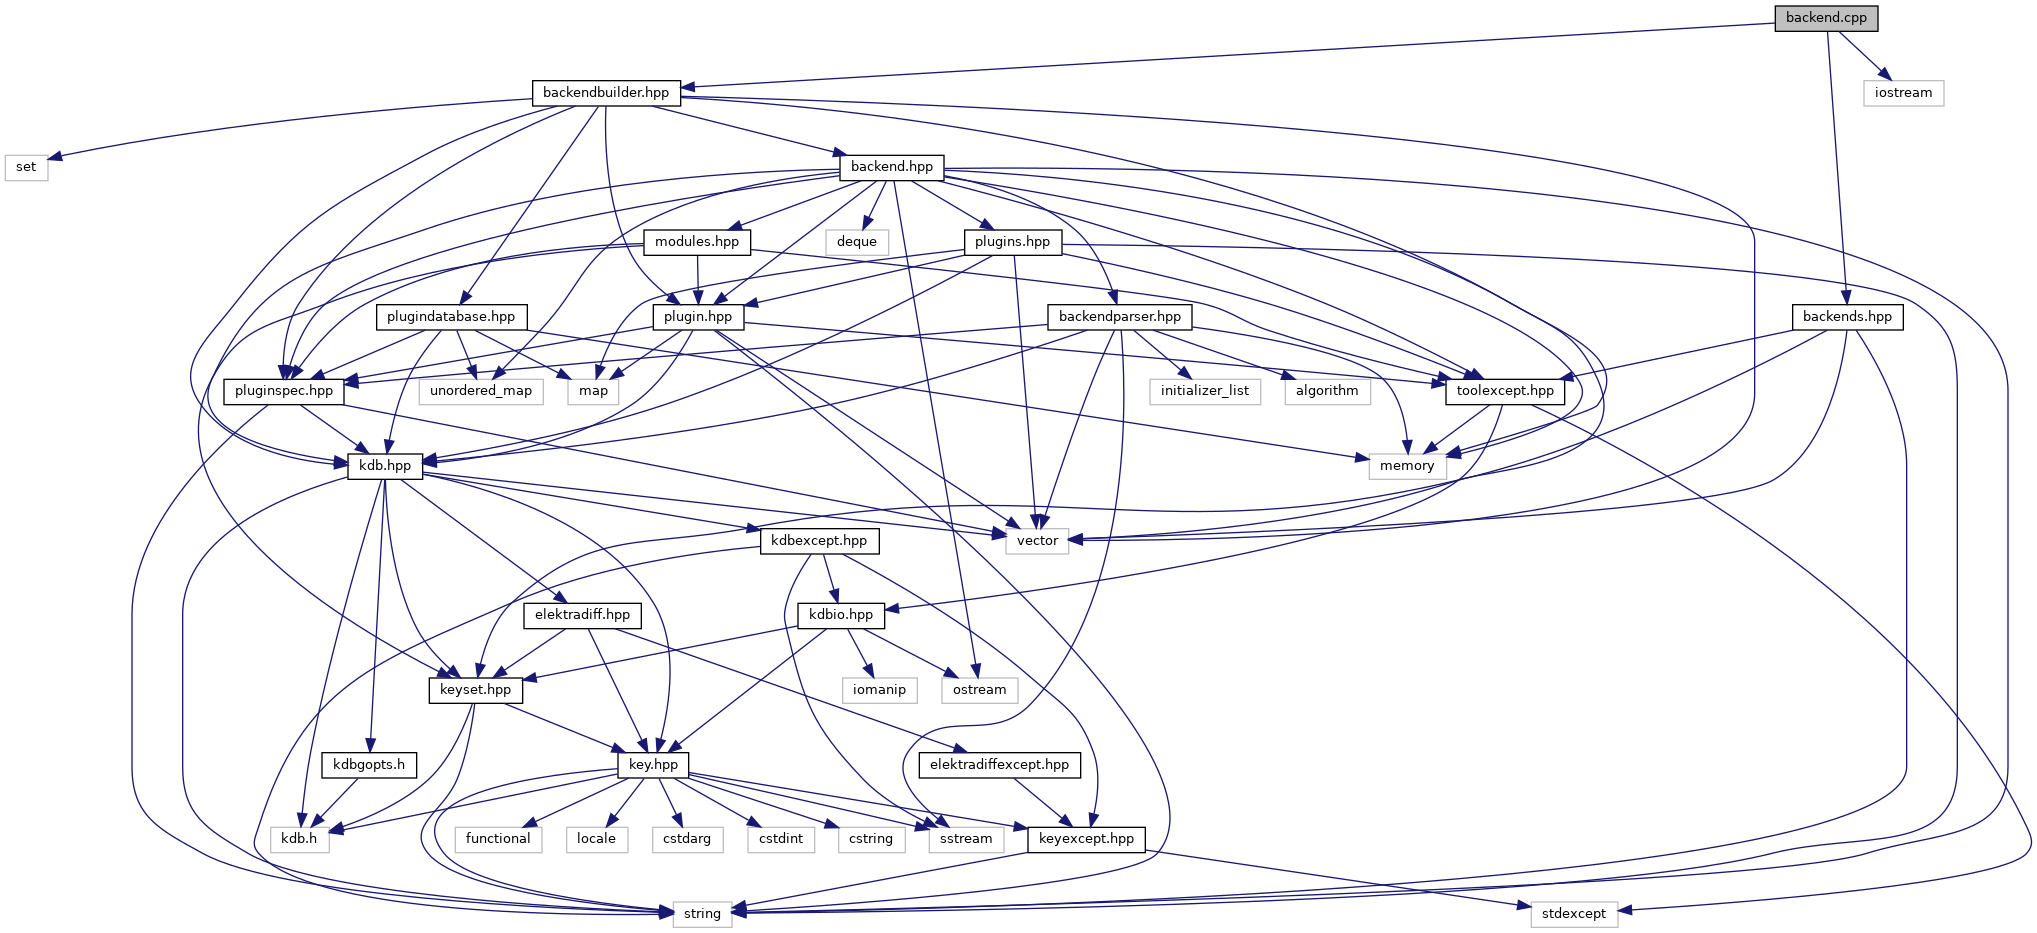 backend.cpp
backendbuilder.hpp
iostream
set
backend.hpp
modules.hpp
deque
plugins.hpp
plugindatabase.hpp
plugin.hpp
backendparser.hpp
backends.hpp
pluginspec.hpp
unordered_map
map
initializer_list
algorithm
toolexcept.hpp
kdb.hpp
memory
kdbexcept.hpp
vector
elektradiff.hpp
kdbio.hpp
keyset.hpp
iomanip
ostream
kdbgopts.h
key.hpp
elektradiffexcept.hpp
kdb.h
functional
locale
cstdarg
cstdint
cstring
sstream
keyexcept.hpp
string
stdexcept